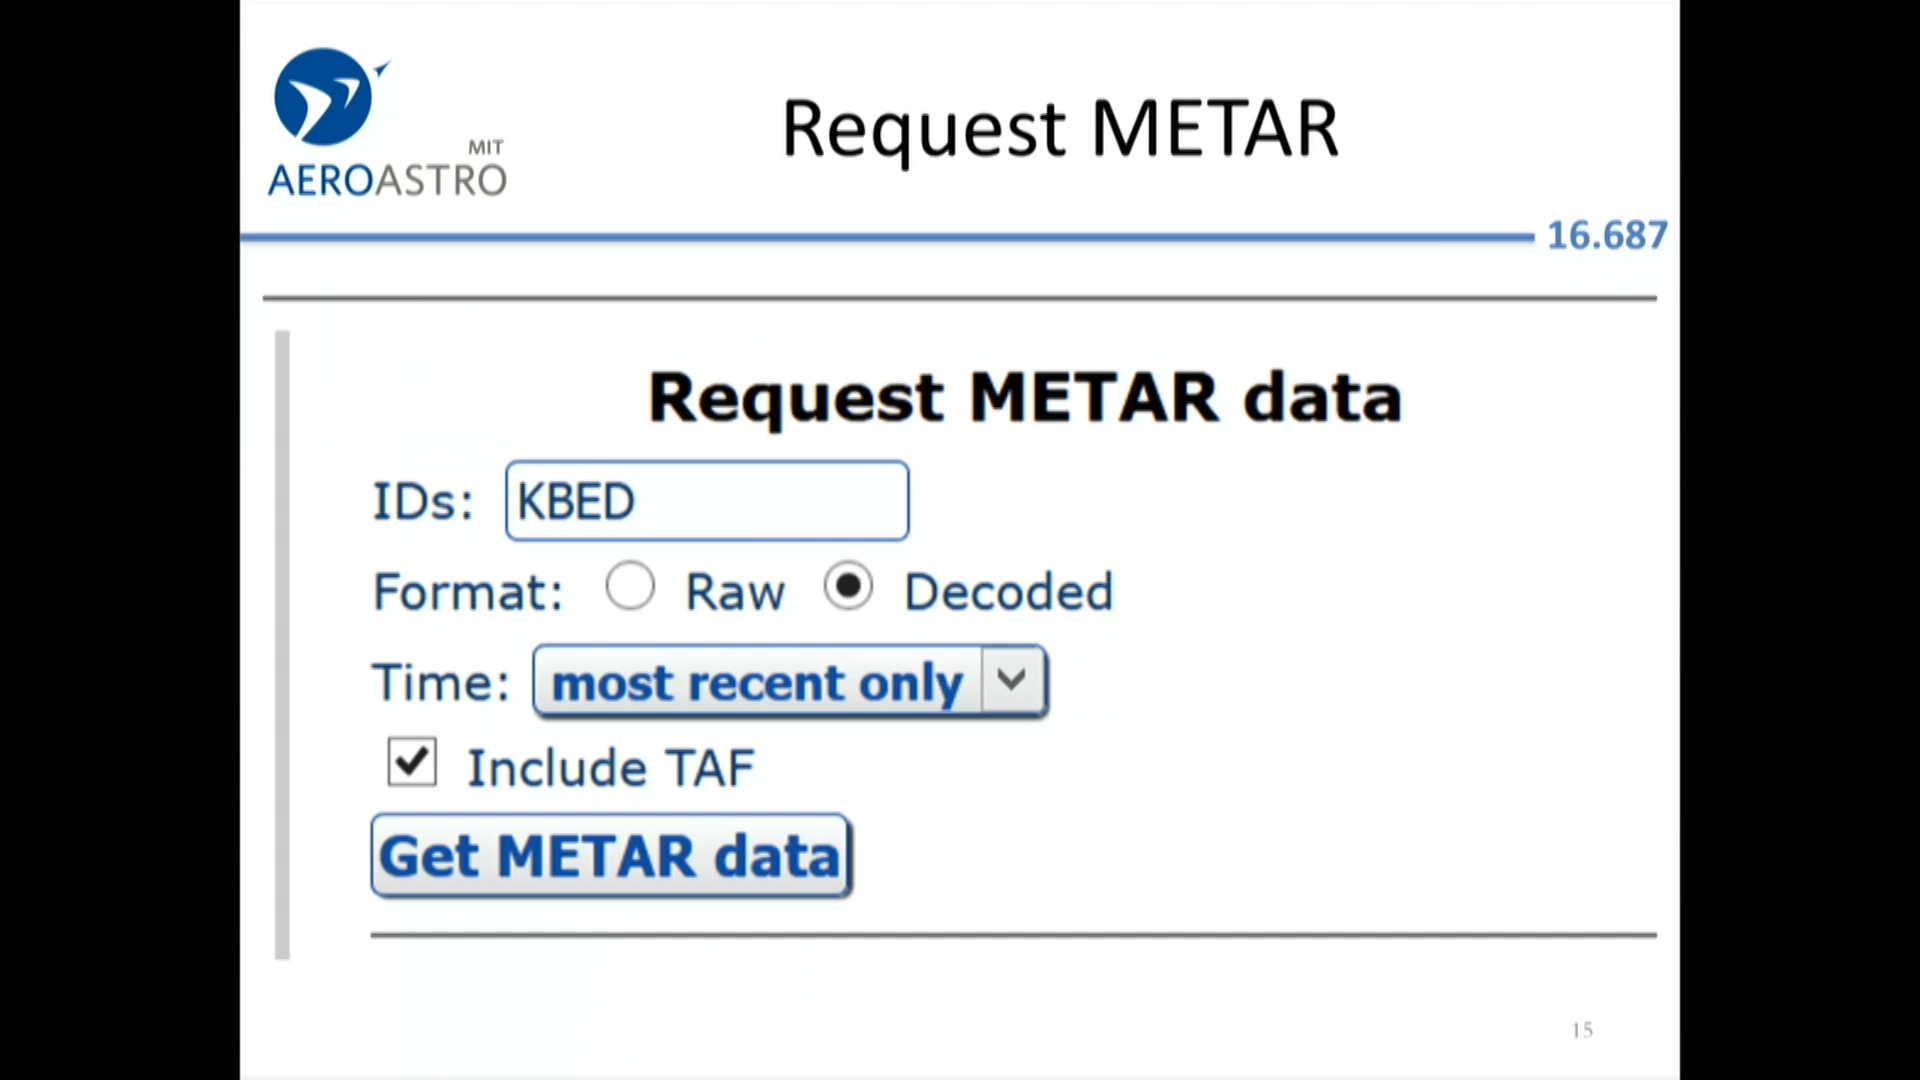 MIT
AEROASTRO
Request METAR
16.687
Request METAR data
IDs: KBED
Format: Raw Decoded
Time: most recent only
Include TAF
Get METAR data
15